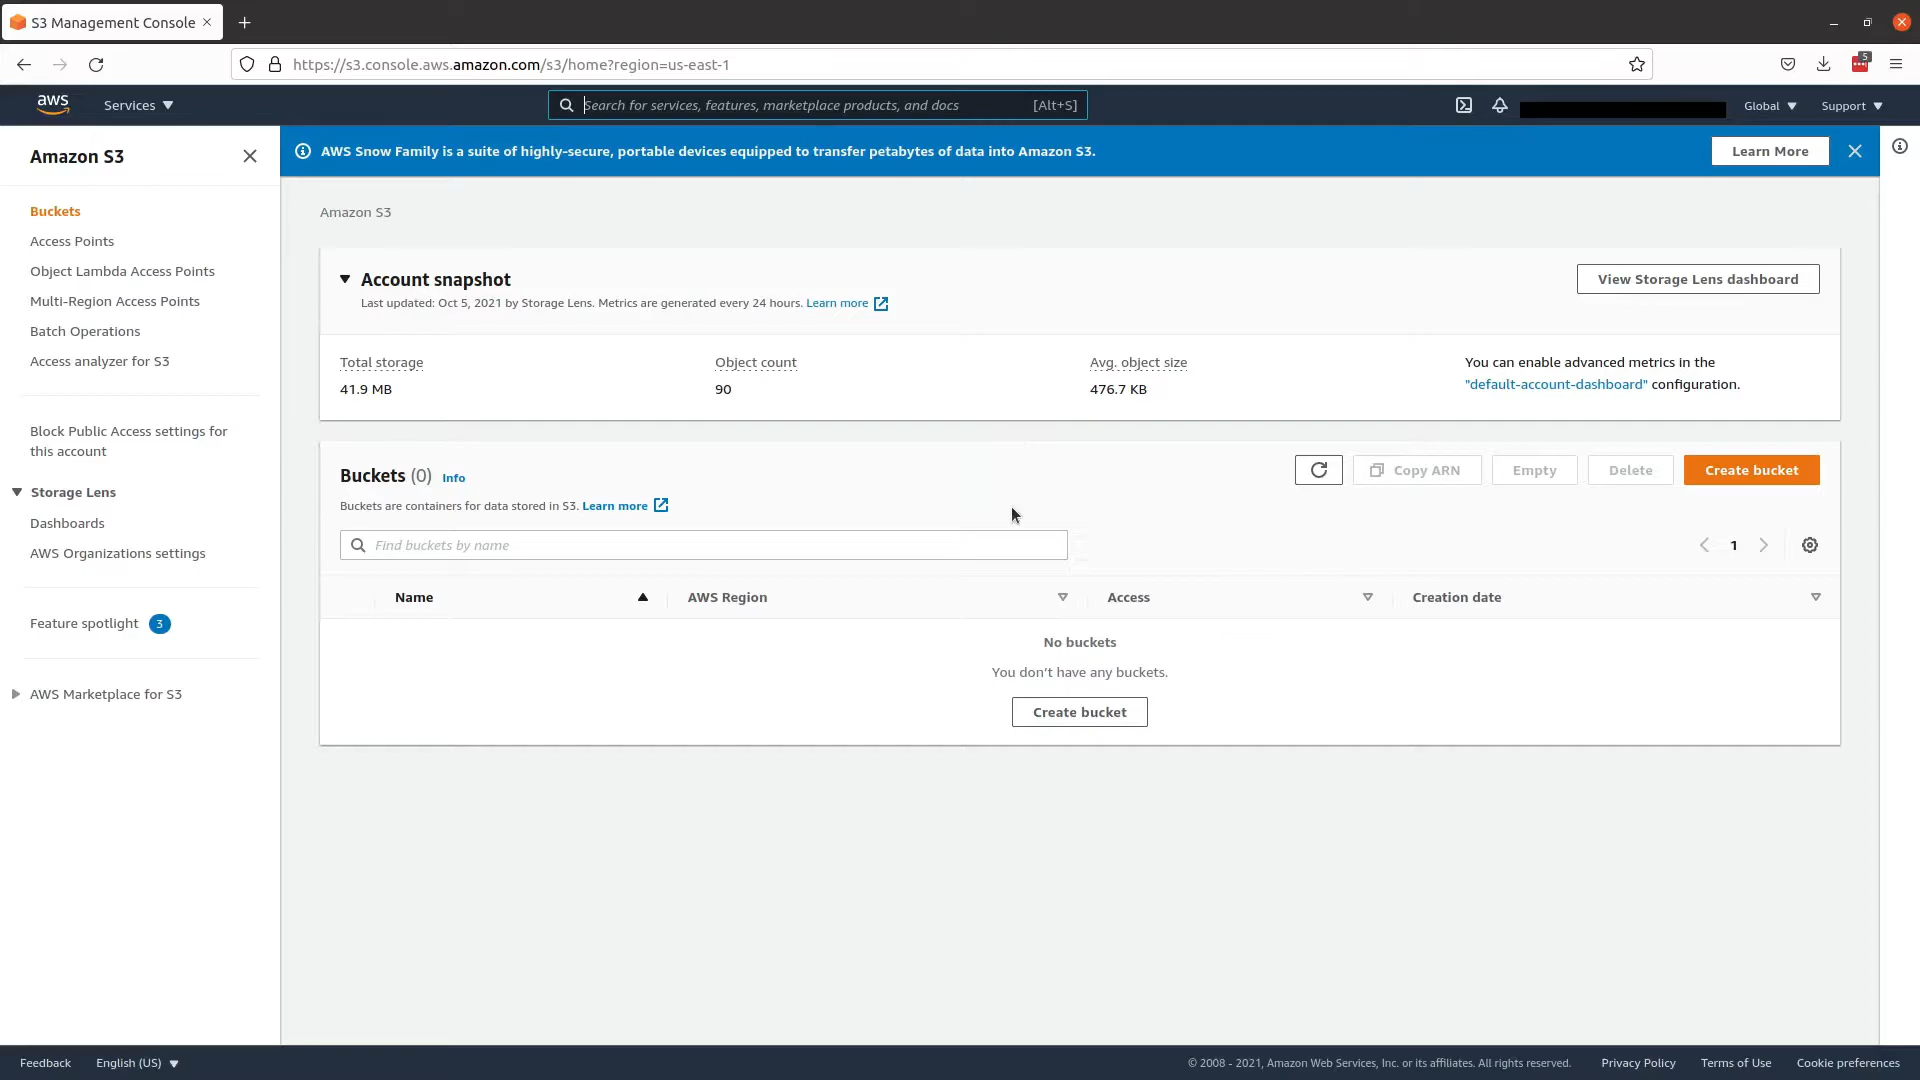 S3 Management Console
https://s3.console.aws.amazon.com/s3/home?region=us-east-1
5
aws
Services
Search for services, features, marketplace products, and docs
[Alt+S]
Global
Support
Amazon S3
Buckets
Access Points
Object Lambda Access Points
Multi-Region Access Points
Batch Operations
Access analyzer for S3
Block Public Access settings for
this account
Storage Lens
Dashboards
AWS Organizations settings
Feature spotlight 3
AWS Marketplace for S3
AWS Snow Family is a suite of highly-secure, portable devices equipped to transfer petabytes of data into Amazon S3.
Learn More
Amazon S3
Account snapshot
Last updated: Oct 5, 2021 by Storage Lens. Metrics are generated every 24 hours. Learn more
View Storage Lens dashboard
Total storage
41.9 MB
Object count
90
Avg. object size
476.7 KB
You can enable advanced metrics in the
"default-account-dashboard" configuration.
Buckets (0) Info
Buckets are containers for data stored in S3. Learn more
Copy ARN
Empty
Delete
Create bucket
Find buckets by name
1
Name
AWS Region
Access
Creation date
No buckets
You don't have any buckets.
Create bucket
Feedback
English (US)
© 2008 - 2021, Amazon Web Services, Inc. or its affiliates. All rights reserved.
Privacy Policy
Terms of Use
Cookie preferences